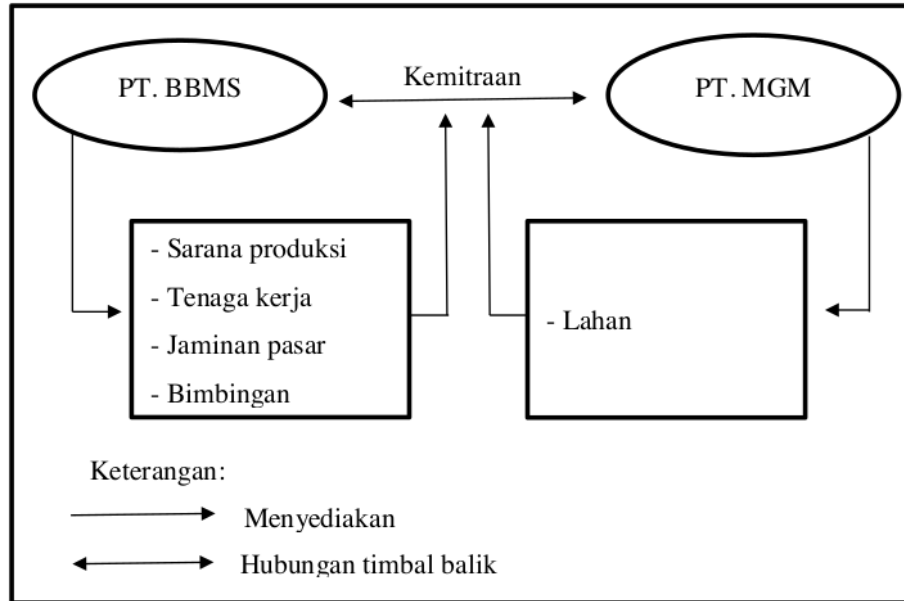 PT. BBMS
Kemitraan
PT. MGM
- Sarana produksi
- Tenaga kerja
- Jaminan pasar
- Bimbingan
- Lahan
Keterangan:
Menyediakan
Hubungan timbal balik